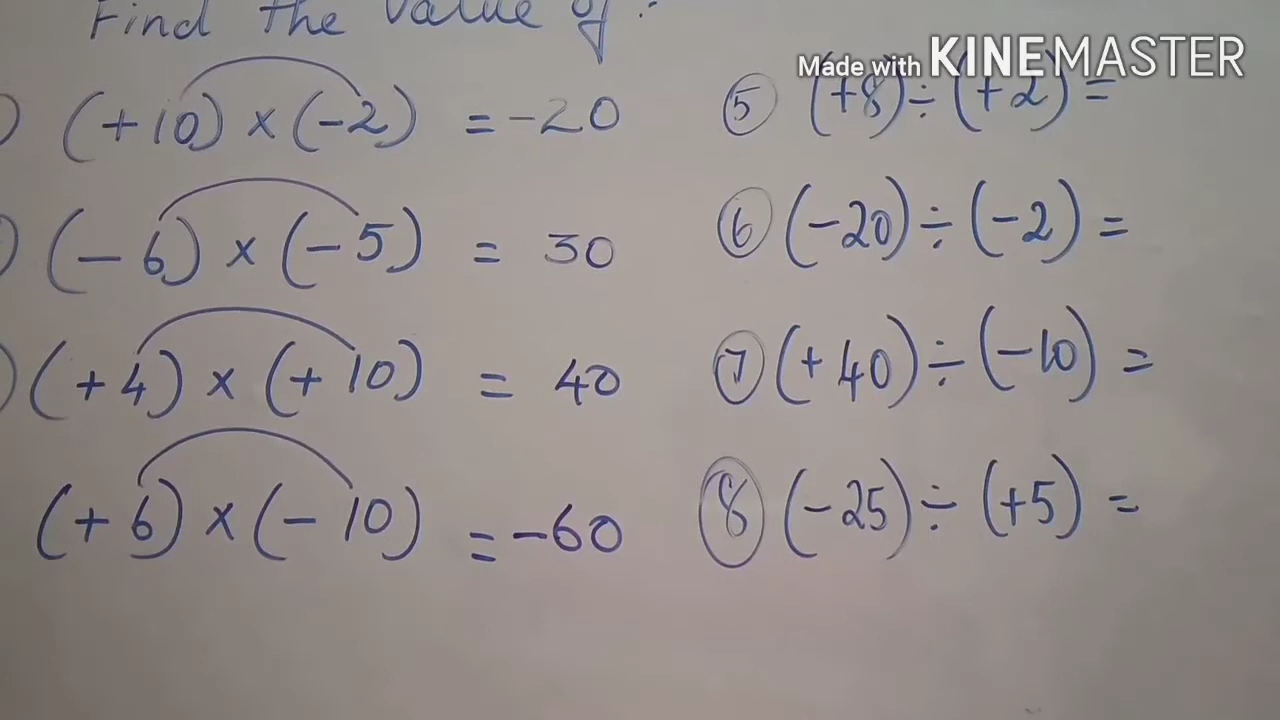 Find the value of :
) (+10) × (-2) = -20
) (-6) × (-5) = 30
) (+4) × (+10) = 40
(+6) × (-10) = -60
Made with KINEMASTER
5 (+8) ÷ (+2) =
6 (-20) ÷ (-2) =
7 (+40) ÷ (-10) =
8 (-25) ÷ (+5) =